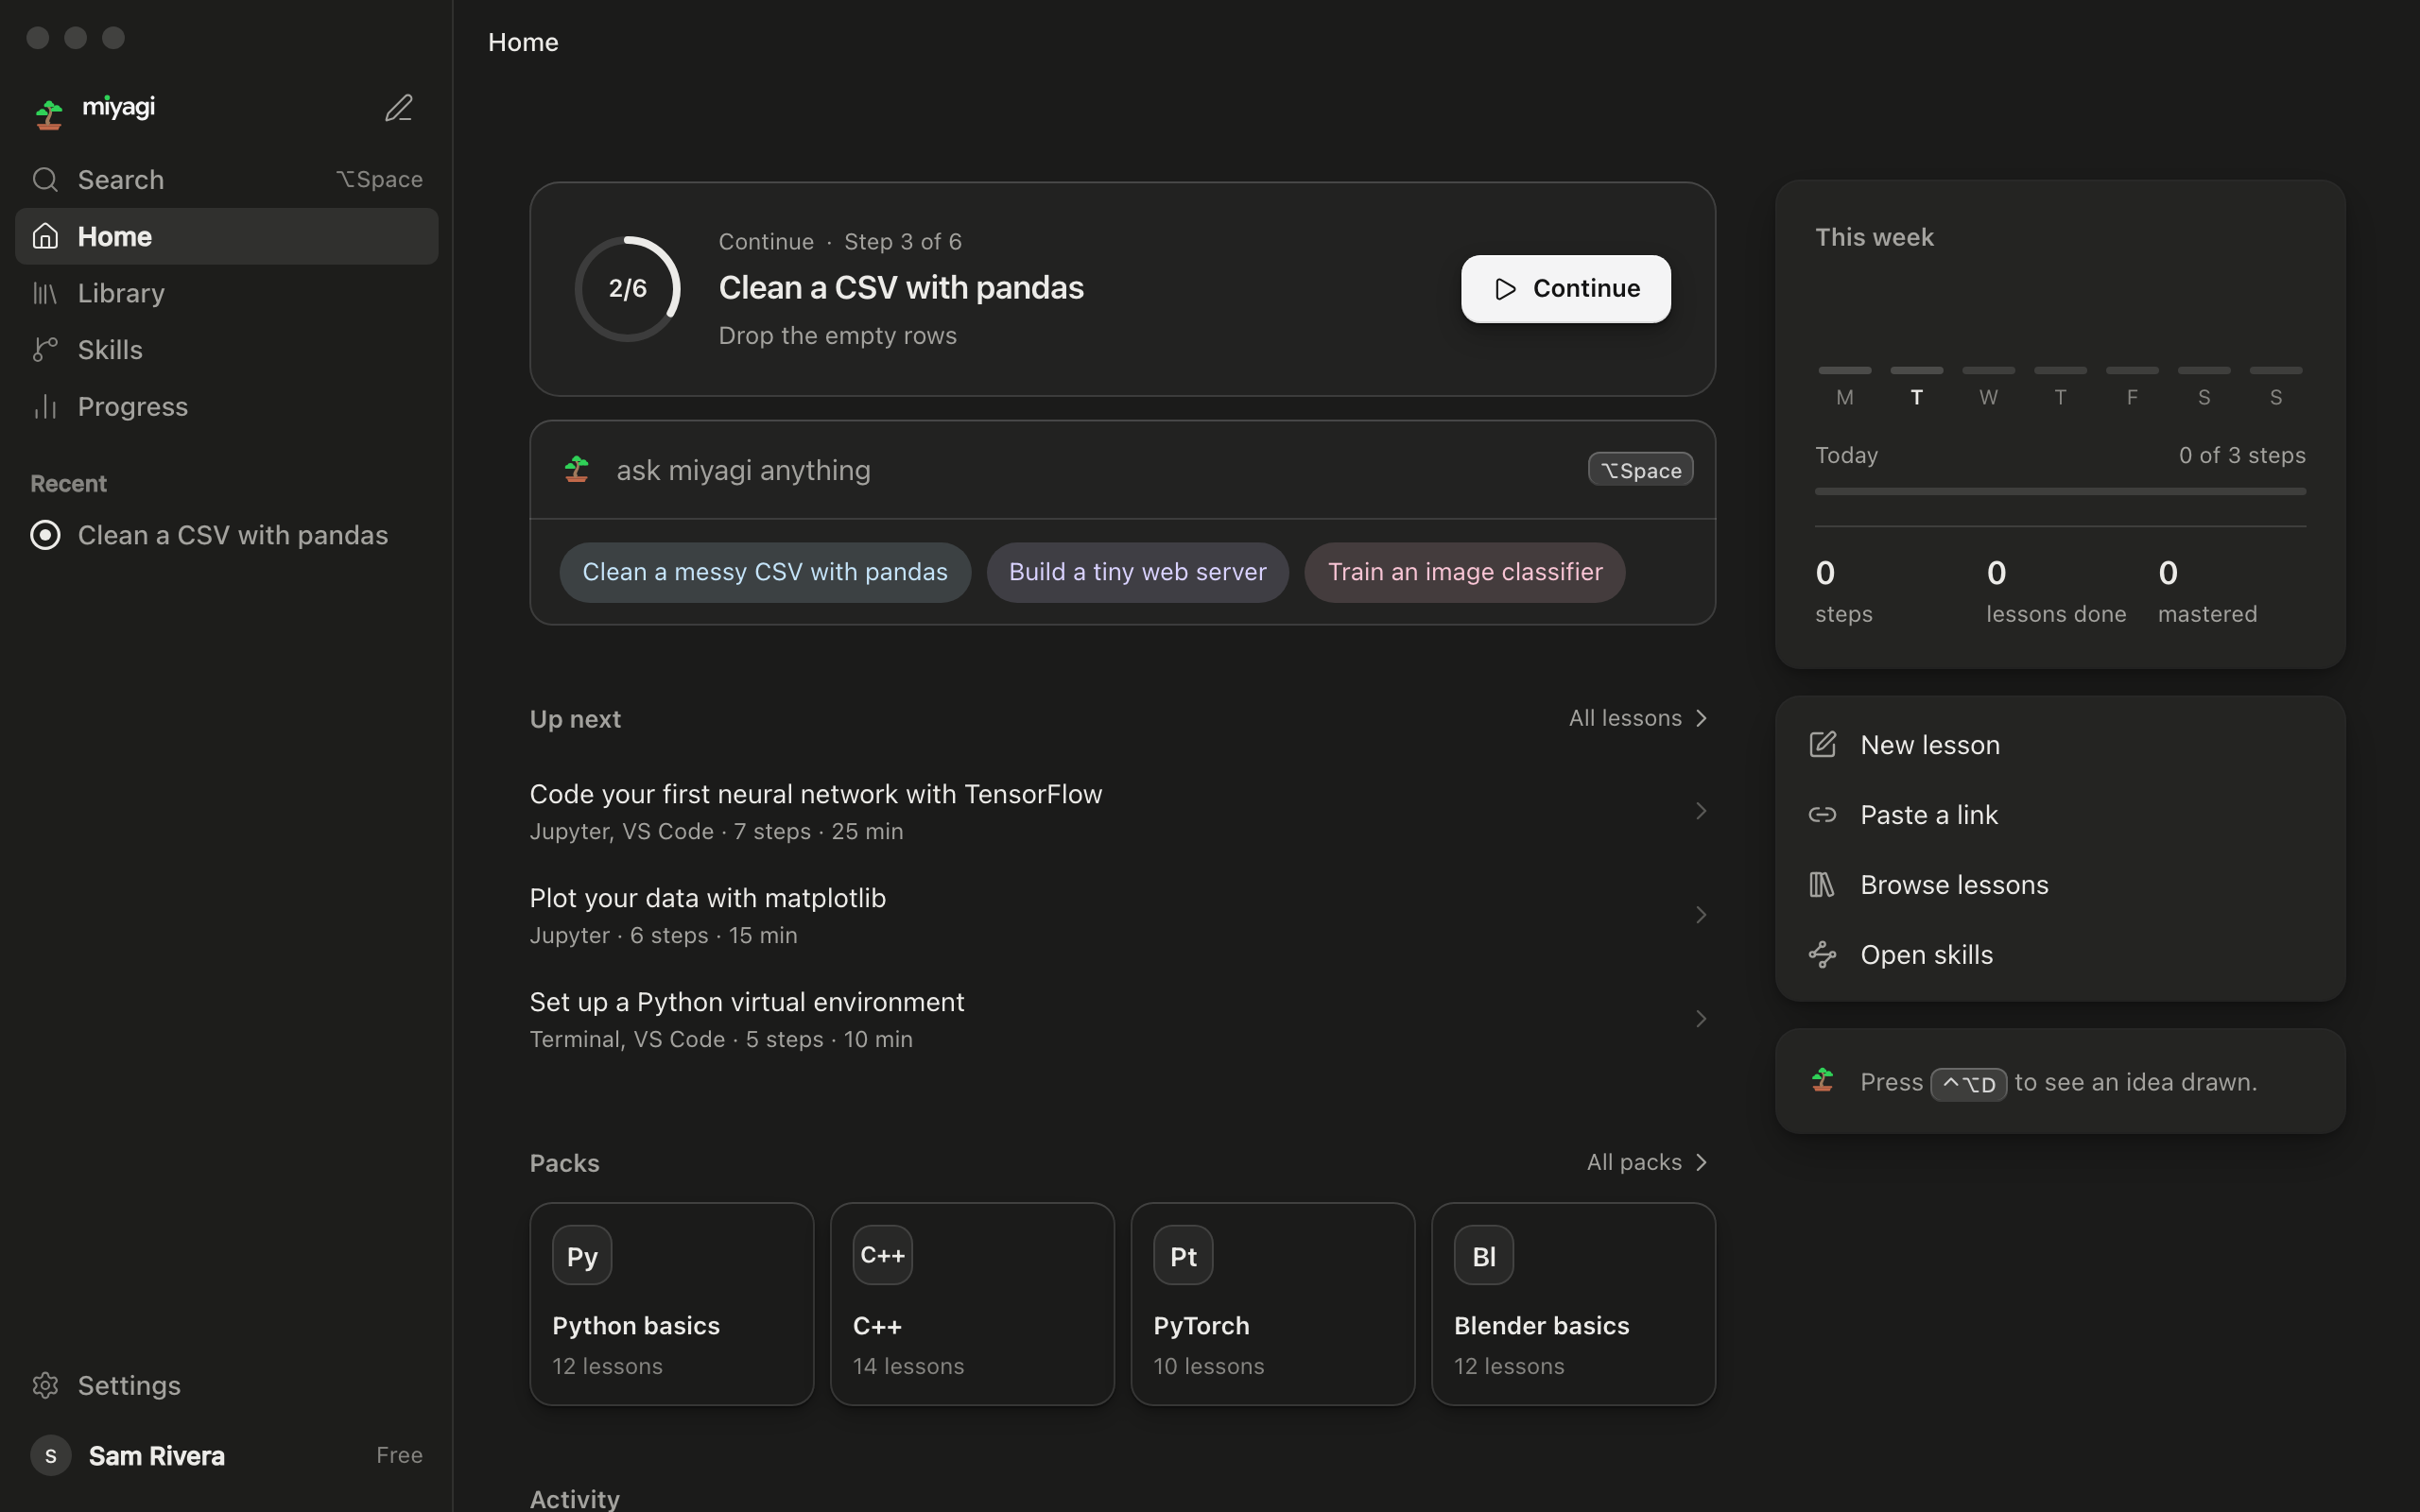 miyagi
Search ⌥Space
Home
Library
Skills
Progress
Recent
Clean a CSV with pandas
Settings
S Sam Rivera Free
Home
2/6
Continue · Step 3 of 6
Clean a CSV with pandas
Drop the empty rows
Continue
ask miyagi anything ⌥Space
Clean a messy CSV with pandas Build a tiny web server Train an image classifier
Up next All lessons
Code your first neural network with TensorFlow
Jupyter, VS Code · 7 steps · 25 min
Plot your data with matplotlib
Jupyter · 6 steps · 15 min
Set up a Python virtual environment
Terminal, VS Code · 5 steps · 10 min
Packs All packs
Py
Python basics
12 lessons
C++
C++
14 lessons
Pt
PyTorch
10 lessons
Bl
Blender basics
12 lessons
Activity
This week
M T W T F S S
Today 0 of 3 steps
0 0 0
steps lessons done mastered
New lesson
Paste a link
Browse lessons
Open skills
Press ^⌥D to see an idea drawn.